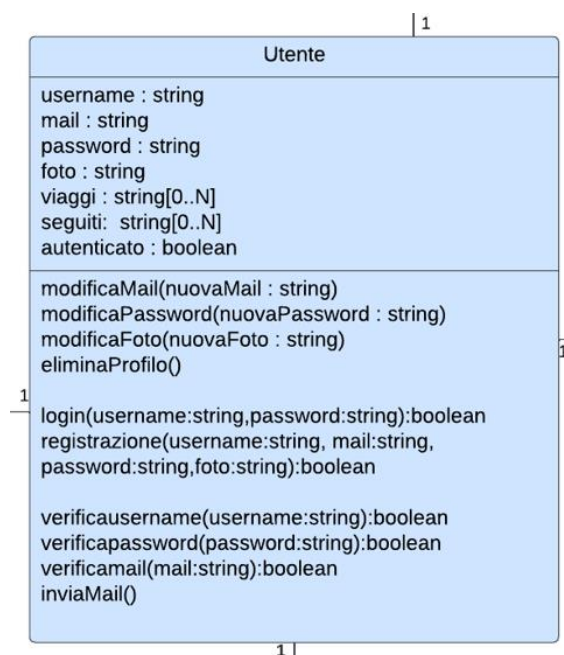 1
Utente
username : string
mail : string
password : string
foto : string
viaggi : string[0..N]
seguiti: string[0..N]
autenticato : boolean
modificaMail(nuovaMail : string)
modificaPassword(nuovaPassword : string)
modificaFoto(nuovaFoto : string)
1
eliminaProfilo()
1
login(username:string,password:string):boolean
registrazione(username:string, mail:string,
password:string,foto:string):boolean
verificausername(username:string):boolean
verificapassword(password:string):boolean
verificamail(mail:string):boolean
inviaMail()
1